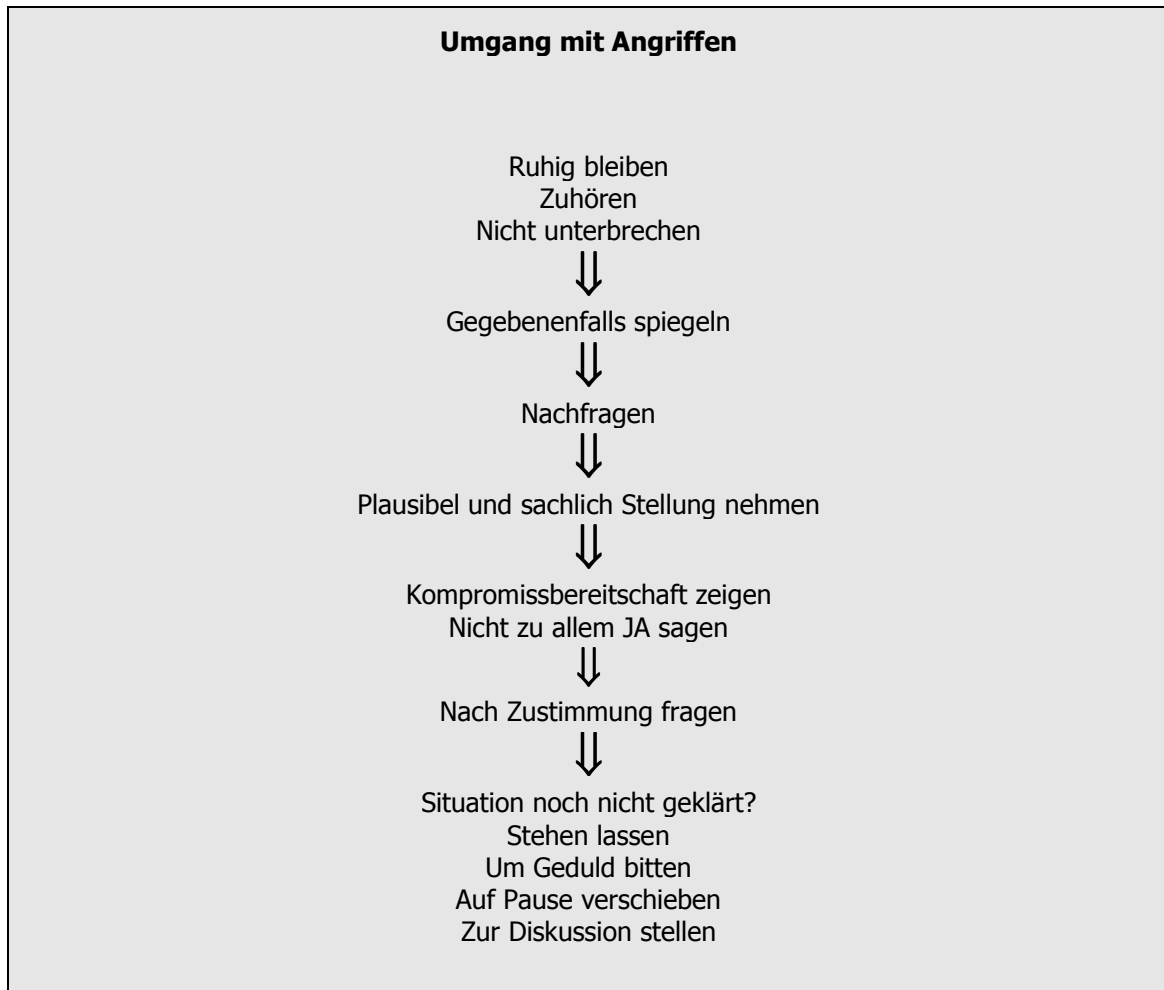 Umgang mit Angriffen
Ruhig bleiben
Zuhören
Nicht unterbrechen
⇓
Gegebenenfalls spiegeln
⇓
Nachfragen
⇓
Plausibel und sachlich Stellung nehmen
⇓
Kompromissbereitschaft zeigen
Nicht zu allem JA sagen
⇓
Nach Zustimmung fragen
⇓
Situation noch nicht geklärt?
Stehen lassen
Um Geduld bitten
Auf Pause verschieben
Zur Diskussion stellen